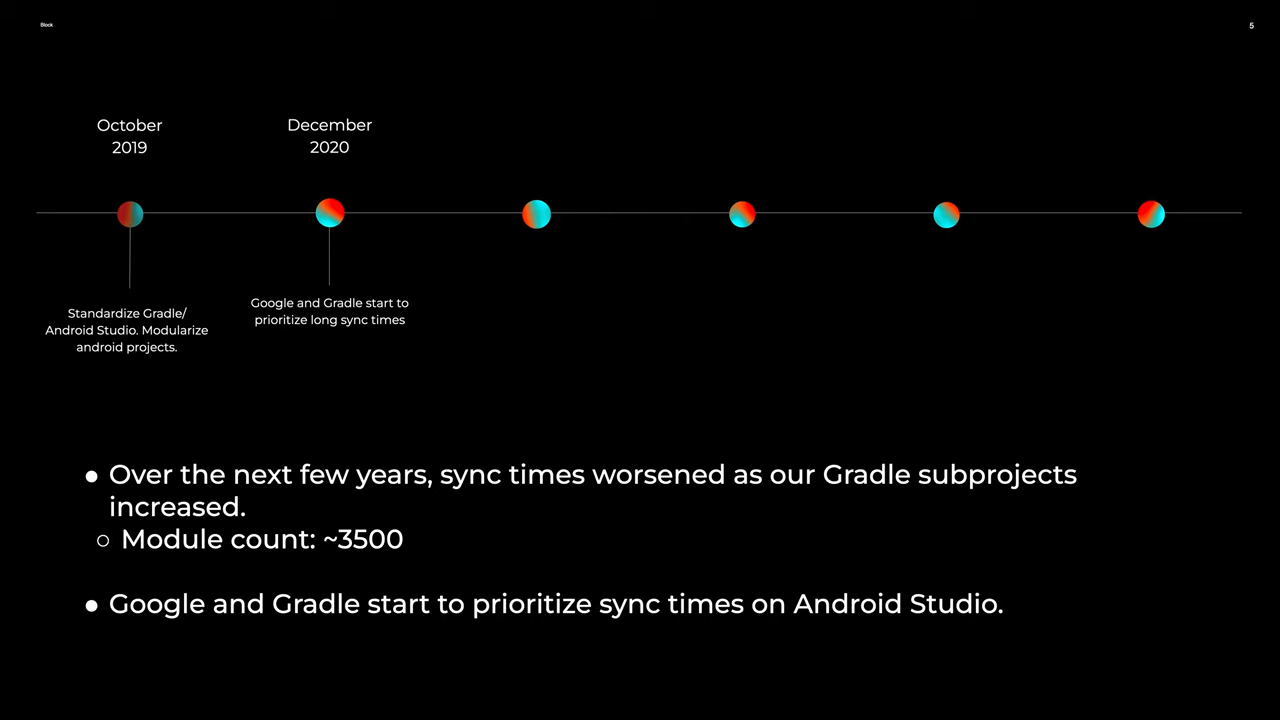 Block
5
October
2019
December
2020
Standardize Gradle/
Android Studio. Modularize
android projects.
Google and Gradle start to
prioritize long sync times
● Over the next few years, sync times worsened as our Gradle subprojects
increased.
○ Module count: ~3500
● Google and Gradle start to prioritize sync times on Android Studio.